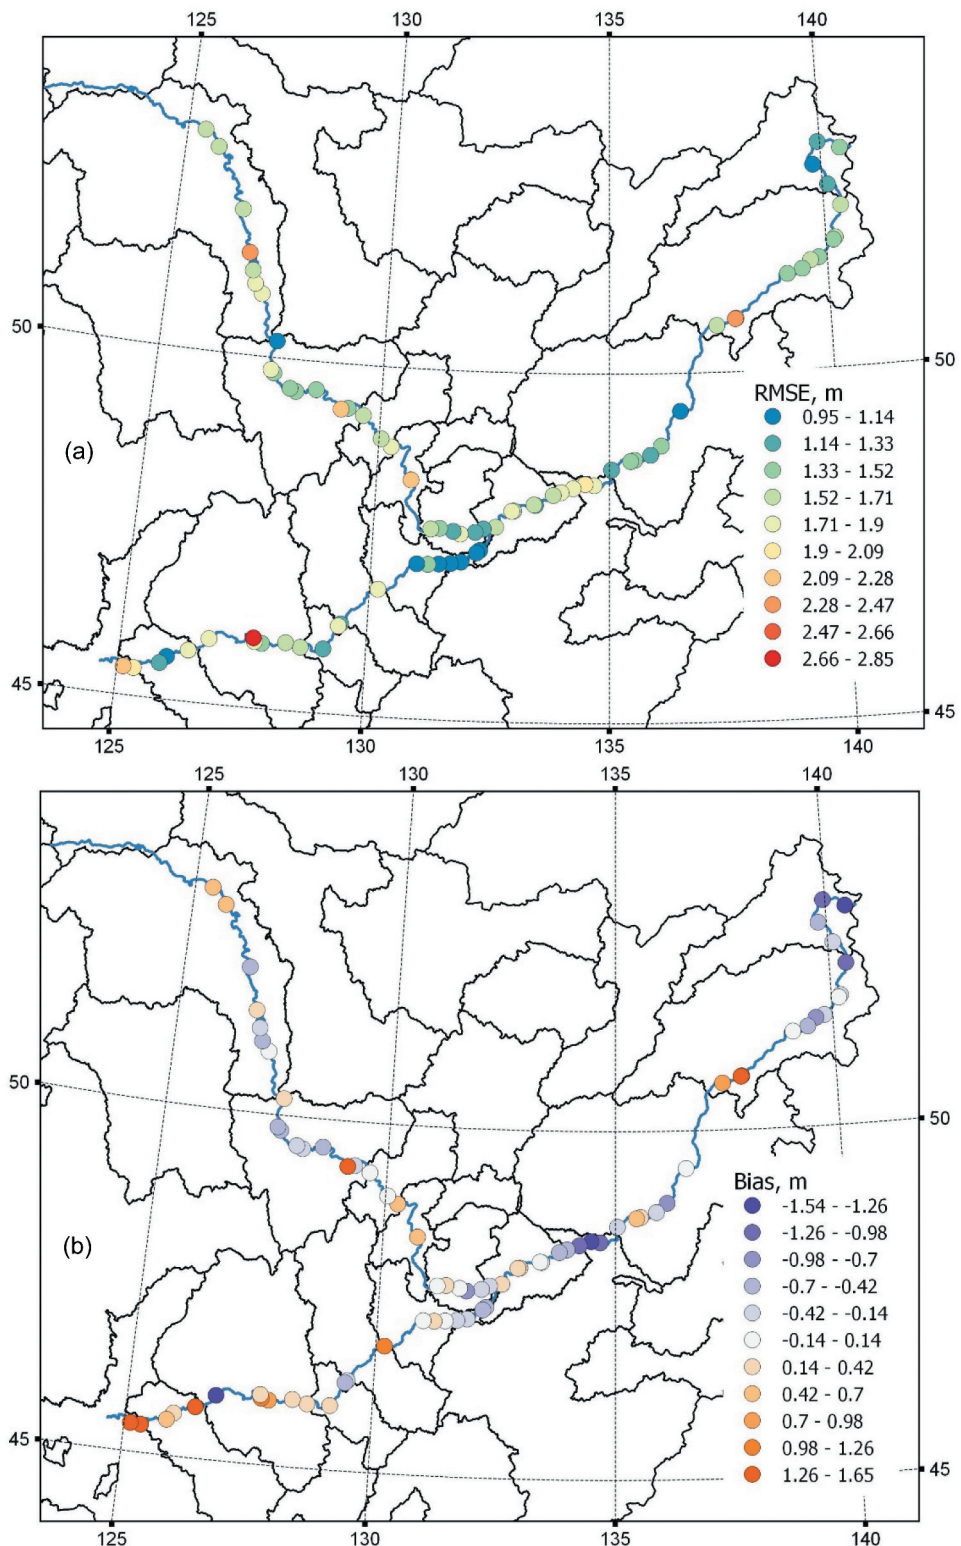 125 130 135 140
50 50
RMSE, m
0.95 - 1.14
1.14 - 1.33
(a)
1.33 - 1.52
1.52 - 1.71
1.71 - 1.9
1.9 - 2.09
2.09 - 2.28
2.28 - 2.47
2.47 - 2.66
2.66 - 2.85
45 45
125 130 135 140
125 130 135 140
50 50
Bias, m
-1.54 - -1.26
-1.26 - -0.98
(b)
-0.98 - -0.7
-0.7 - -0.42
-0.42 - -0.14
-0.14 - 0.14
0.14 - 0.42
0.42 - 0.7
0.7 - 0.98
0.98 - 1.26
1.26 - 1.65
45 45
125 130 135 140